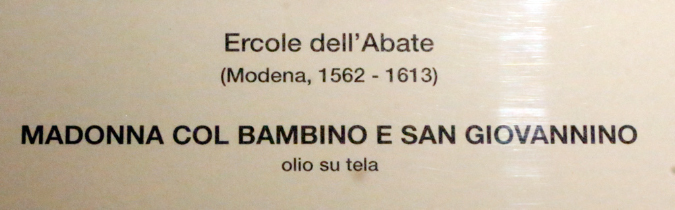 Ercole dell'Abate
(Modena, 1562 - 1613)
MADONNA COL BAMBINO E SAN GIOVANNINO
olio su tela